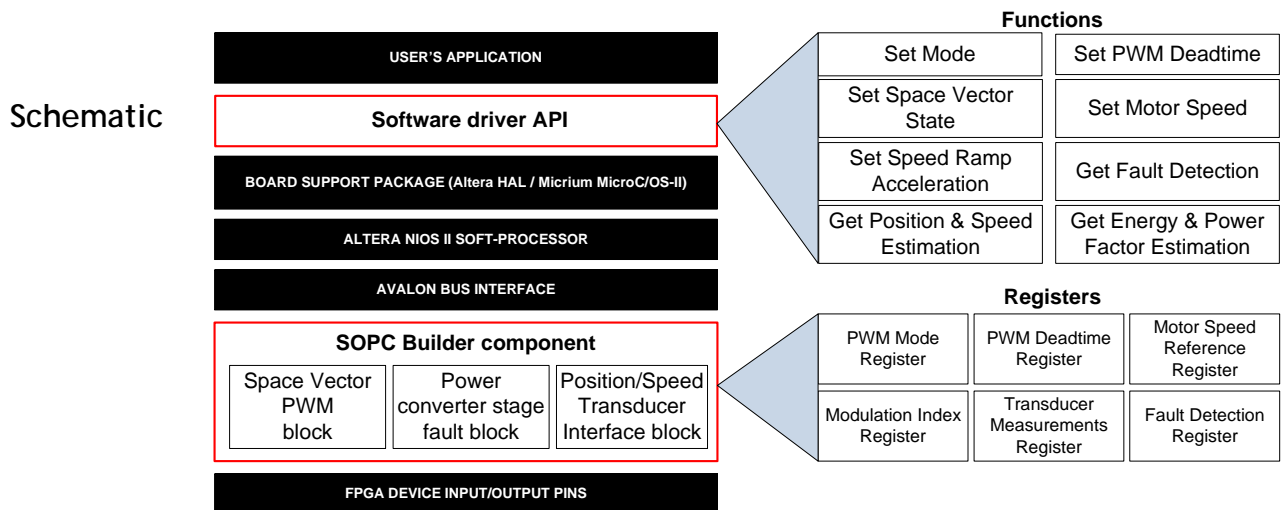 Schematic
USER'S APPLICATION
Software driver API
BOARD SUPPORT PACKAGE (Altera HAL / Micrium MicroC/OS-II)
ALTERA NIOS II SOFT-PROCESSOR
AVALON BUS INTERFACE
SOPC Builder component
Space Vector
PWM
block
Power
converter stage
fault block
Position/Speed
Transducer
Interface block
FPGA DEVICE INPUT/OUTPUT PINS
Functions
Set Mode
Set PWM Deadtime
Set Space Vector
State
Set Motor Speed
Set Speed Ramp
Acceleration
Get Fault Detection
Get Position & Speed
Estimation
Get Energy & Power
Factor Estimation
Registers
PWM Mode
Register
PWM Deadtime
Register
Motor Speed
Reference
Register
Modulation Index
Register
Transducer
Measurements
Register
Fault Detection
Register